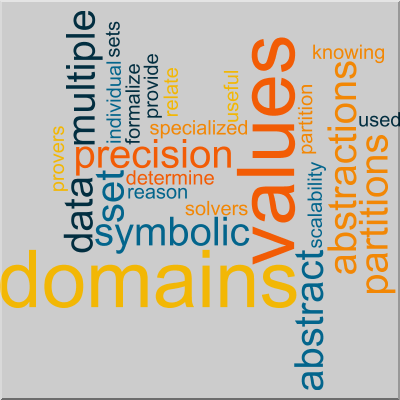 multiple
sets
individual
formalize
provide
relate
useful
values
knowing
partition
abstractions
used
provers
specialized
precision
determine
data
set
reason
solvers
symbolic
scalability
partitions
domains
abstract